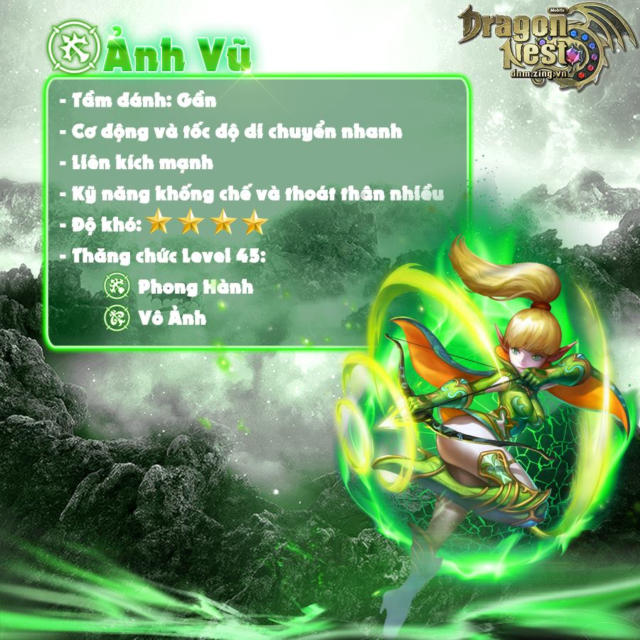 Mobile
Dragon
Nest
dnm.zing.vn
Ảnh Vũ
- Tầm đánh: Gần
- Cơ động và tốc độ di chuyển nhanh
- Liên kích mạnh
- Kỹ năng khống chế và thoát thân nhiều
- Độ khó:
- Thăng chức Level 45:
Phong Hành
Vô Ảnh